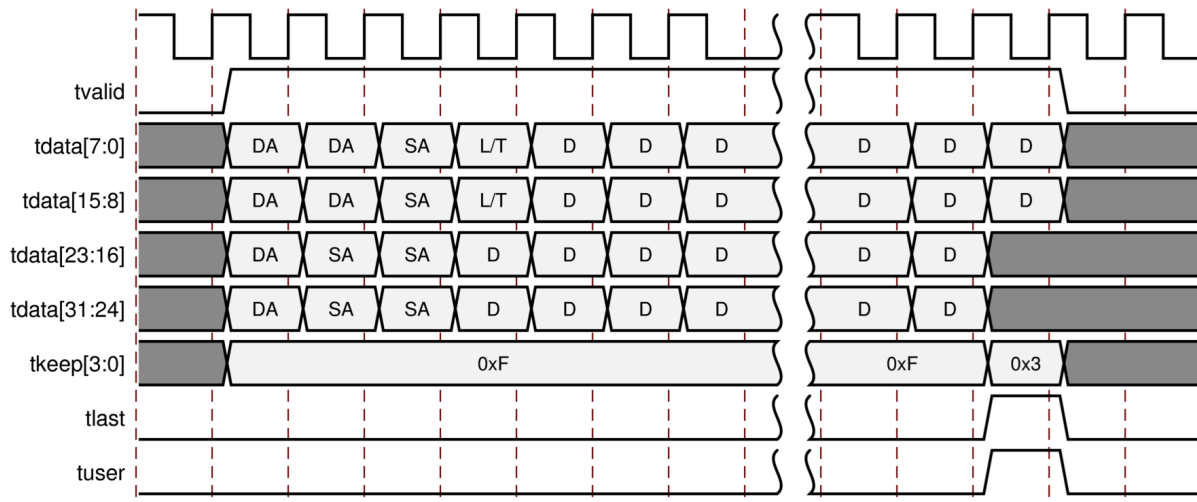 tvalid
tdata[7:0] DA DA SA L/T D D D D D D
tdata[15:8] DA DA SA L/T D D D D D D
tdata[23:16] DA SA SA D D D D D D
tdata[31:24] DA SA SA D D D D D D
tkeep[3:0] 0xF 0xF 0x3
tlast
tuser